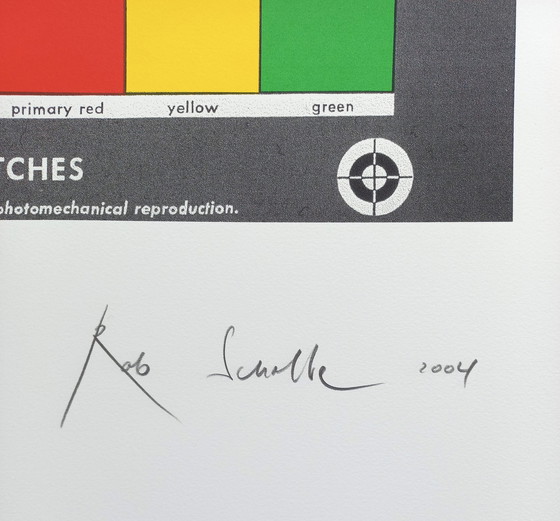 primary red yellow green
TCHES
photomechanical reproduction.
Rob Scholte 2004